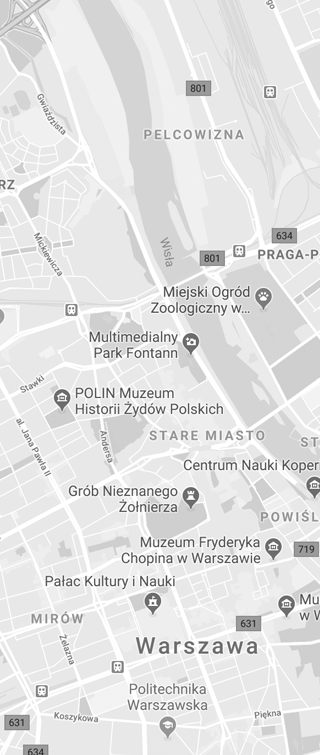 go
Gwiaździsta
801
PELCOWIZNA
RZ
Mickiewicza
Wisła
634
801
PRAGA-P
Miejski Ogród
Zoologiczny w...
Multimedialny
Park Fontann
Stawki
POLIN Muzeum
Historii Żydów Polskich
al. Jana Pawła II
Andersa
STARE MIASTO
ST
Centrum Nauki Koper
Grób Nieznanego
Żołnierza
POWIŚL
Muzeum Fryderyka
Chopina w Warszawie
719
Pałac Kultury i Nauki
Mu
w W
MIRÓW
631
Żelazna
Warszawa
Politechnika
Warszawska
Koszykowa
Piękna
631
634